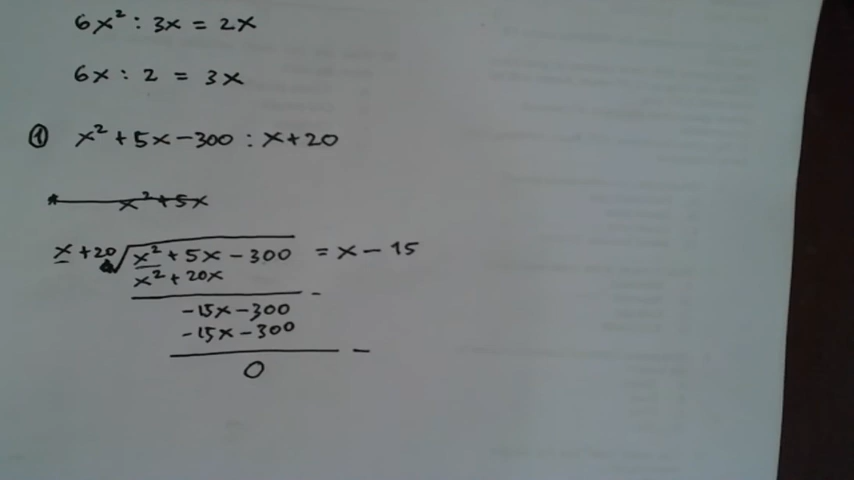 6x² : 3x = 2x
6x : 2 = 3x
① x² + 5x − 300 : x + 20
x² + 5x
x + 20 √ x² + 5x − 300 = x − 15
x² + 20x
−
−15x − 300
−15x − 300
−
0